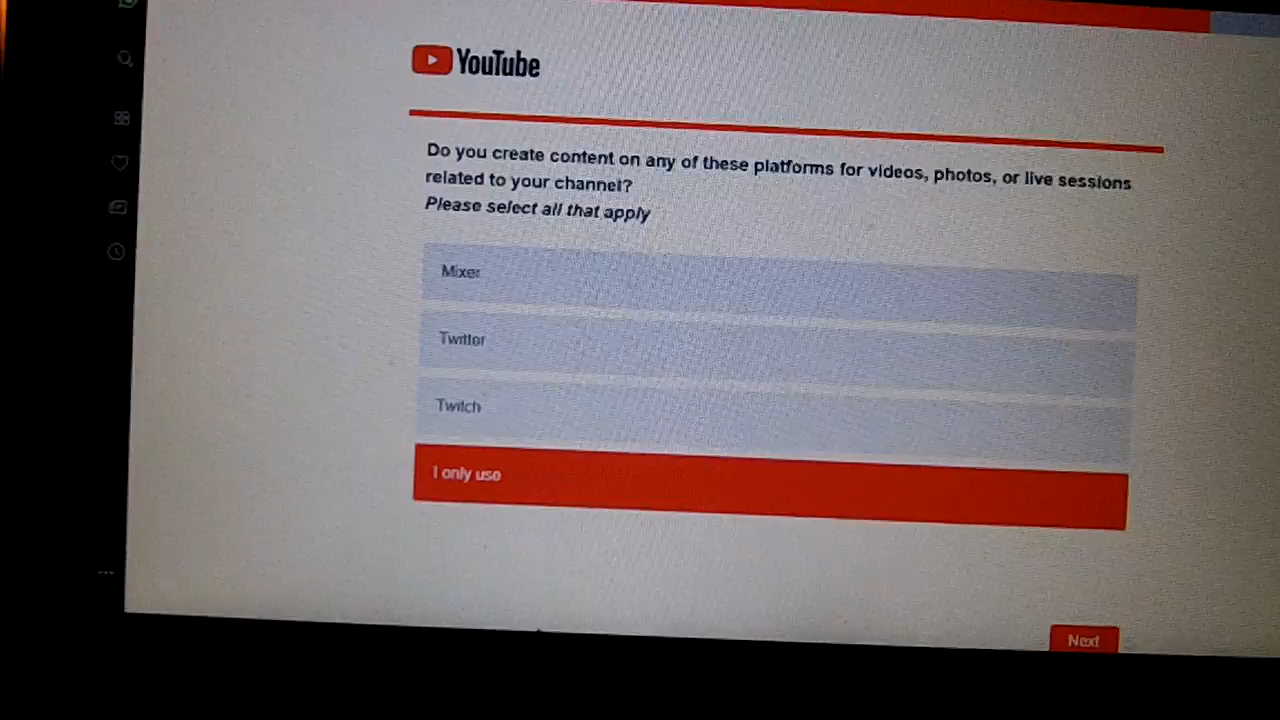 YouTube
Do you create content on any of these platforms for videos, photos, or live sessions
related to your channel?
Please select all that apply
Mixer
Twitter
Twitch
I only use
Next